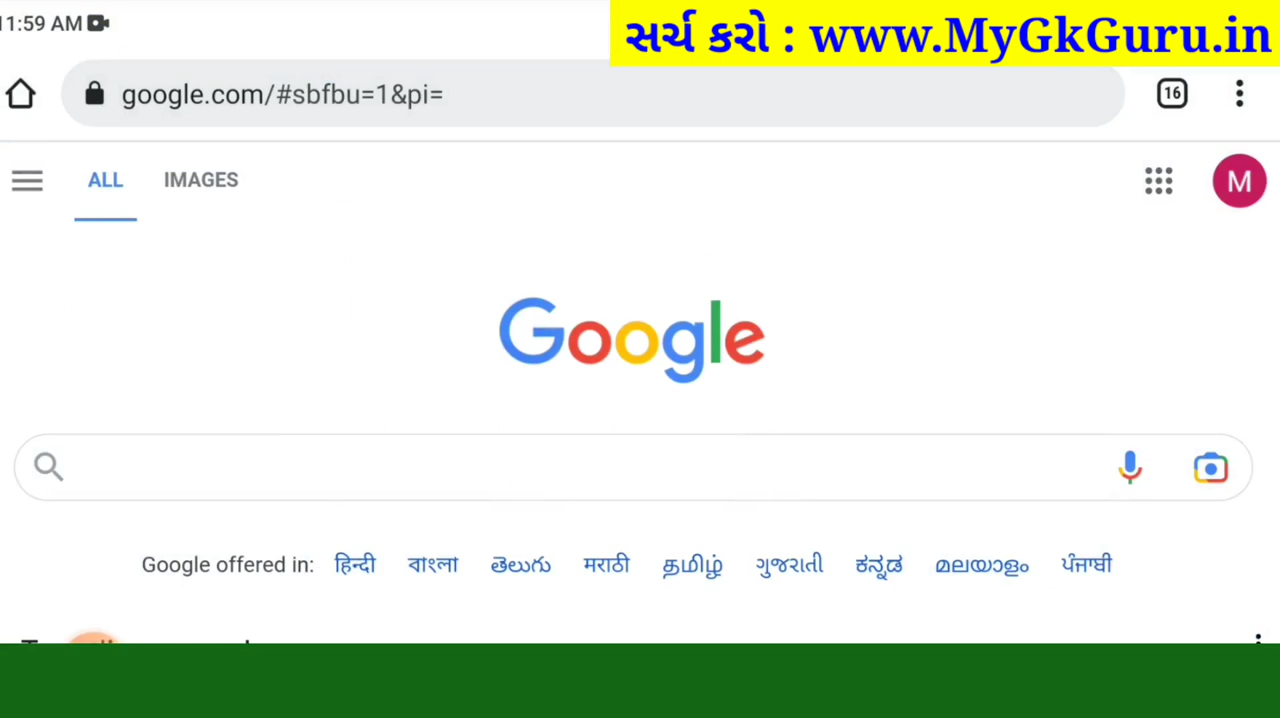 11:59 AM
સર્ચ કરો : www.MyGkGuru.in
google.com/#sbfbu=1&pi=
16
ALL IMAGES
M
Google
Google offered in: हिन्दी বাংলা తెలుగు मराठी தமிழ் ગુજરાતી ಕನ್ನಡ മലയാളം ਪੰਜਾਬੀ